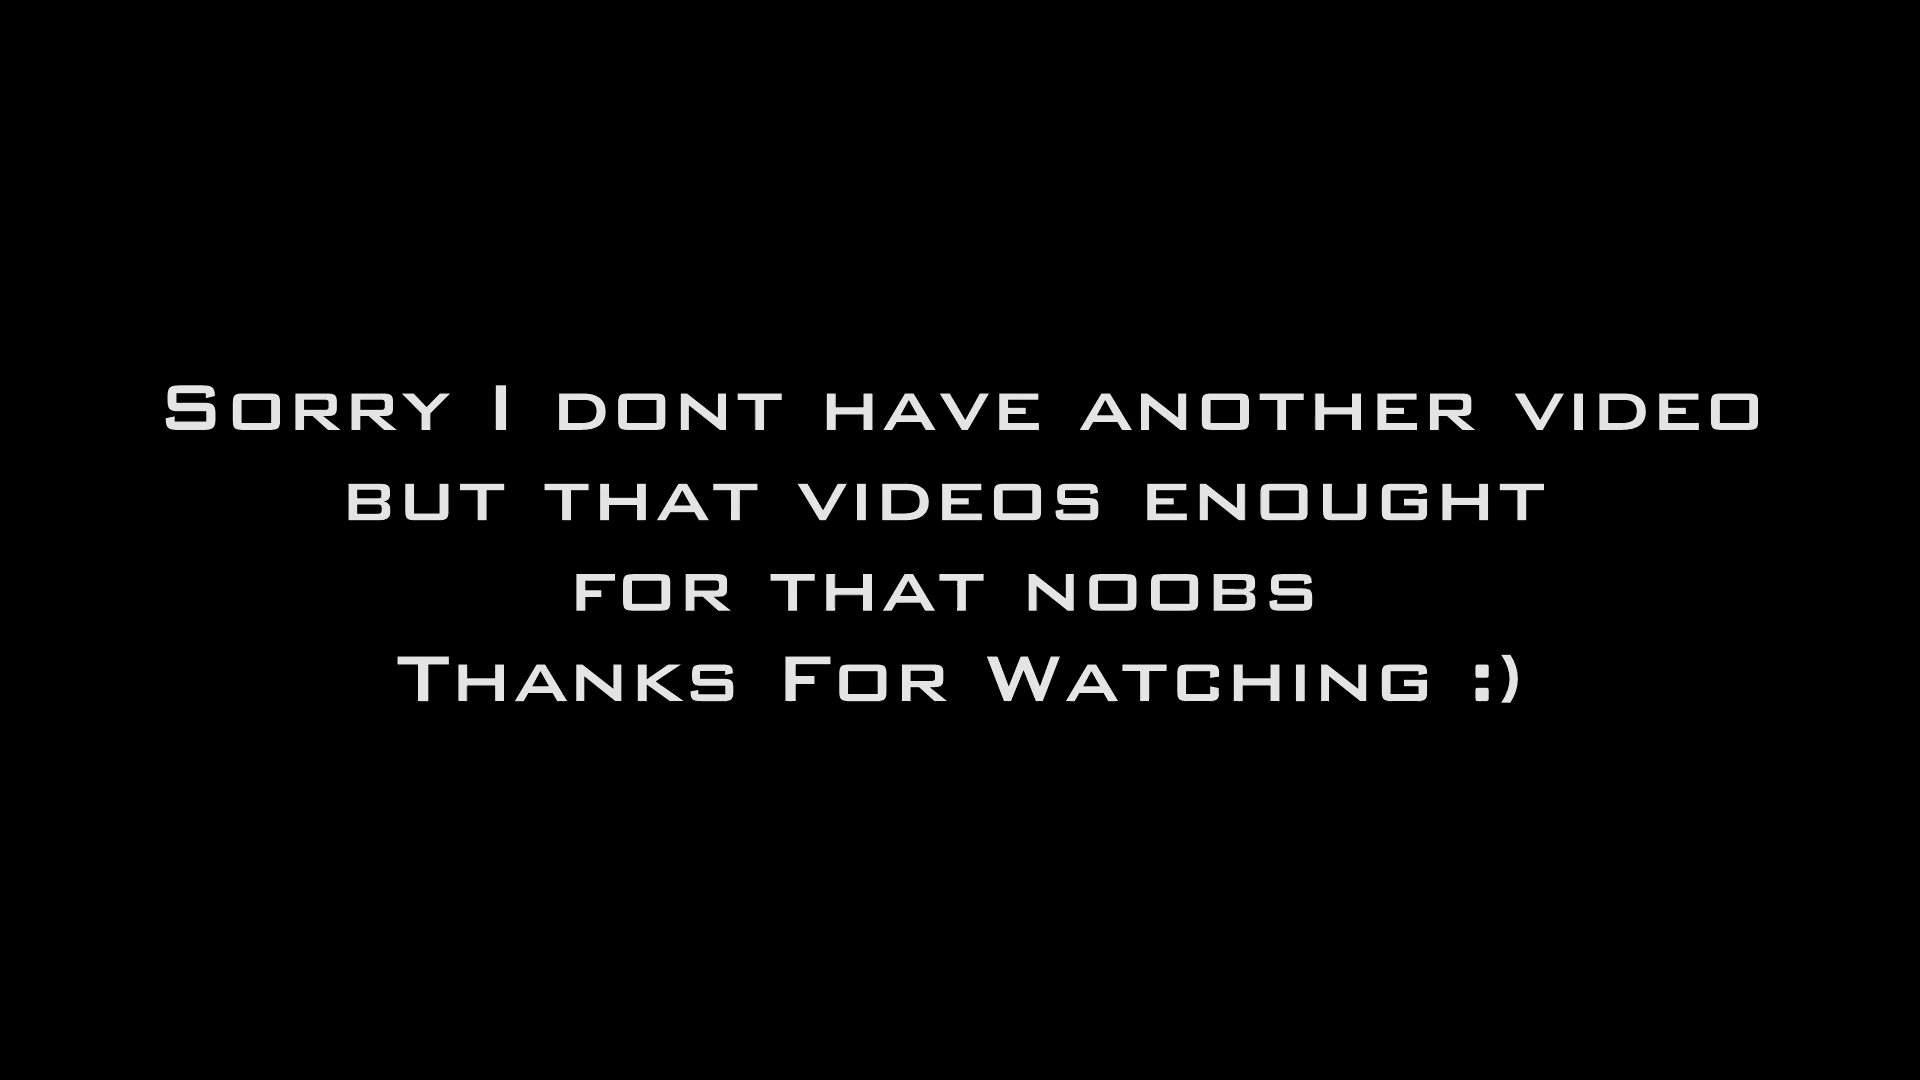 Sorry I dont have another video
but that videos enought
for that noobs
Thanks For Watching :)